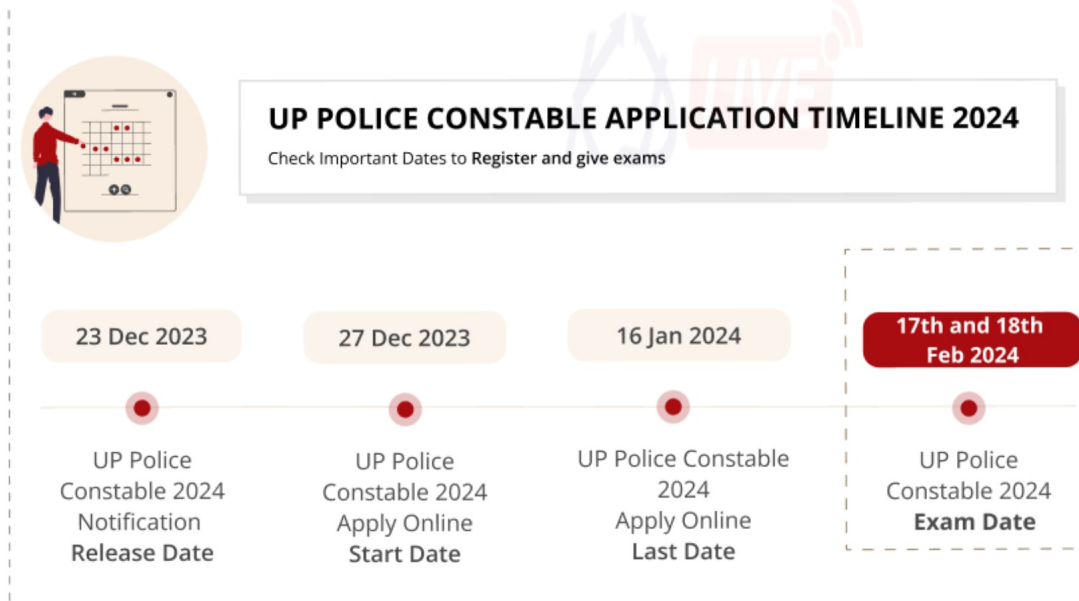 LIVE
UP POLICE CONSTABLE APPLICATION TIMELINE 2024
Check Important Dates to Register and give exams
23 Dec 2023
UP Police
Constable 2024
Notification
Release Date
27 Dec 2023
UP Police
Constable 2024
Apply Online
Start Date
16 Jan 2024
UP Police Constable
2024
Apply Online
Last Date
17th and 18th
Feb 2024
UP Police
Constable 2024
Exam Date